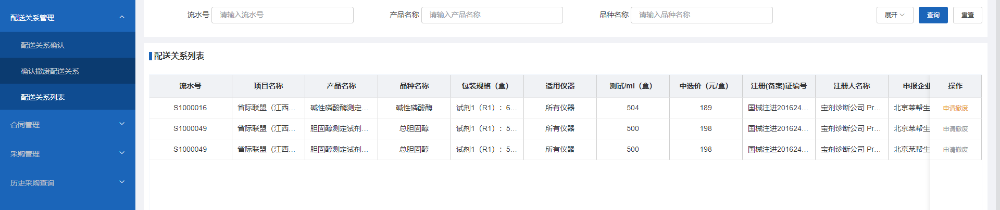 配送关系管理
配送关系确认
确认撤废配送关系
配送关系列表
合同管理
采购管理
历史采购查询
流水号 请输入流水号 产品名称 请输入产品名称 品种名称 请输入品种名称 展开 查询 重置
配送关系列表
流水号 项目名称 产品名称 品种名称 包装规格（盒） 适用仪器 测试/ml（盒） 中选价（元/盒） 注册(备案)证编号 注册人名称 申报企业 操作
S1000016 省际联盟（江西... 碱性磷酸酶测定... 碱性磷酸酶 试剂1（R1）：6... 所有仪器 504 189 国械注进201624... 宝剂诊断公司 Pr... 北京莱帮生 申请撤废
S1000049 省际联盟（江西... 胆固醇测定试剂... 总胆固醇 试剂1（R1）：5... 所有仪器 500 198 国械注进201624... 宝剂诊断公司 Pr... 北京莱帮生 申请撤废
S1000049 省际联盟（江西... 胆固醇测定试剂... 总胆固醇 试剂1（R1）：5... 所有仪器 500 198 国械注进201624... 宝剂诊断公司 Pr... 北京莱帮生 申请撤废